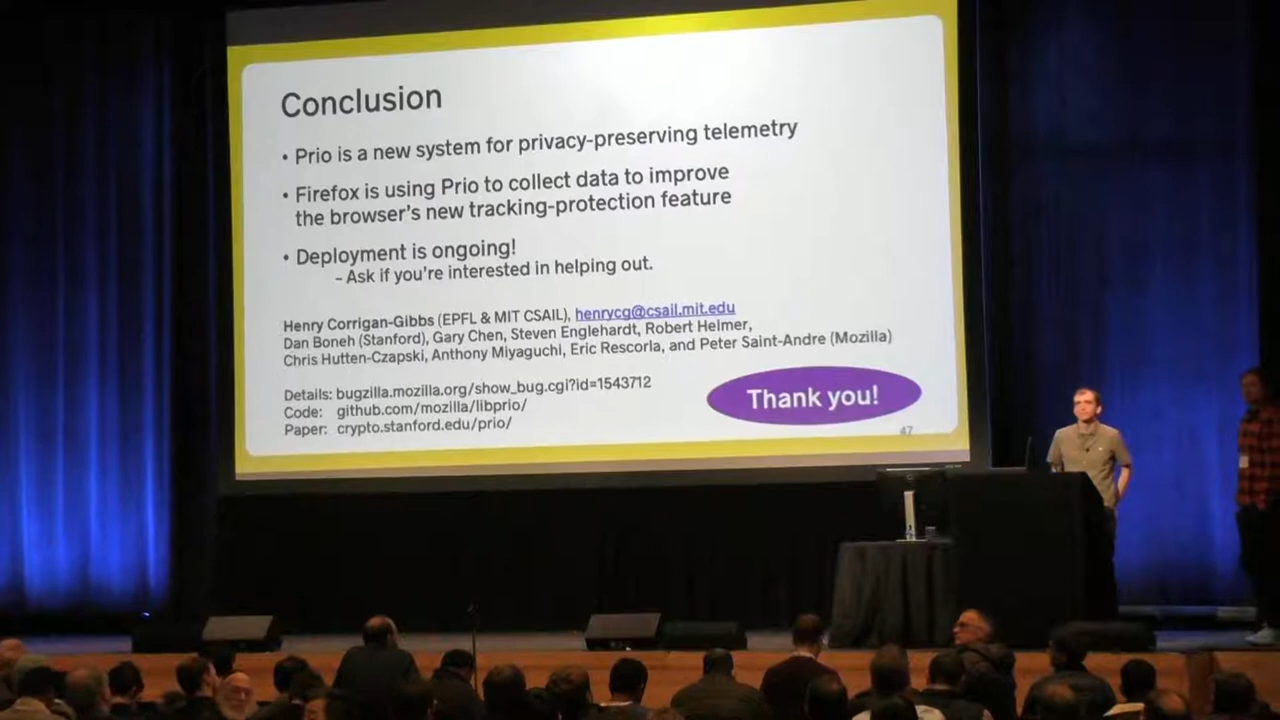 Conclusion
• Prio is a new system for privacy-preserving telemetry
• Firefox is using Prio to collect data to improve
the browser's new tracking-protection feature
• Deployment is ongoing!
– Ask if you're interested in helping out.
Henry Corrigan-Gibbs (EPFL & MIT CSAIL), henrycg@csail.mit.edu
Dan Boneh (Stanford), Gary Chen, Steven Englehardt, Robert Helmer,
Chris Hutten-Czapski, Anthony Miyaguchi, Eric Rescorla, and Peter Saint-Andre (Mozilla)
Details: bugzilla.mozilla.org/show_bug.cgi?id=1543712
Code: github.com/mozilla/libprio/
Paper: crypto.stanford.edu/prio/
Thank you!
47